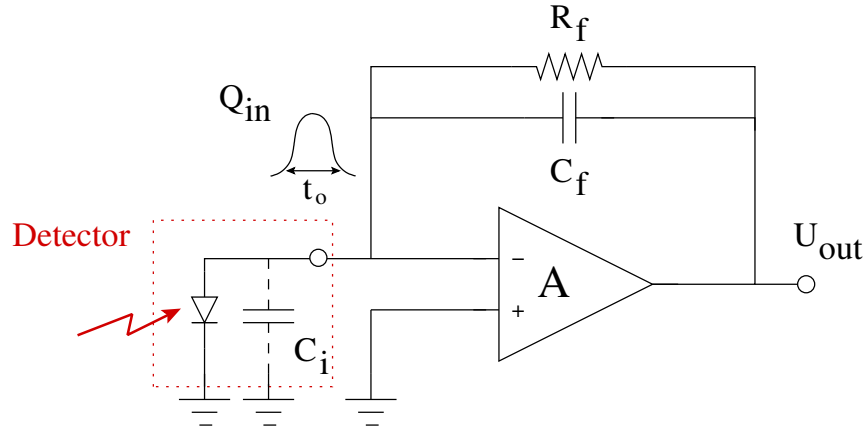 R_f
Q_in
C_f
t_o
Detector
U_out
−
A
+
C_i